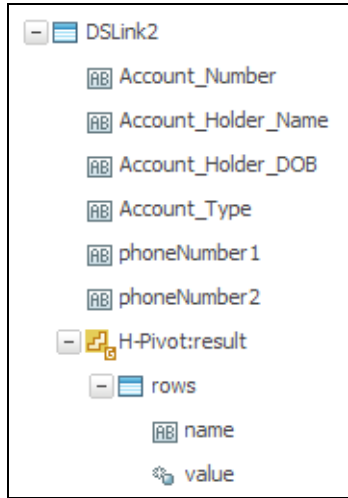 DSLink2
Account_Number
Account_Holder_Name
Account_Holder_DOB
Account_Type
phoneNumber1
phoneNumber2
H-Pivot:result
rows
name
value